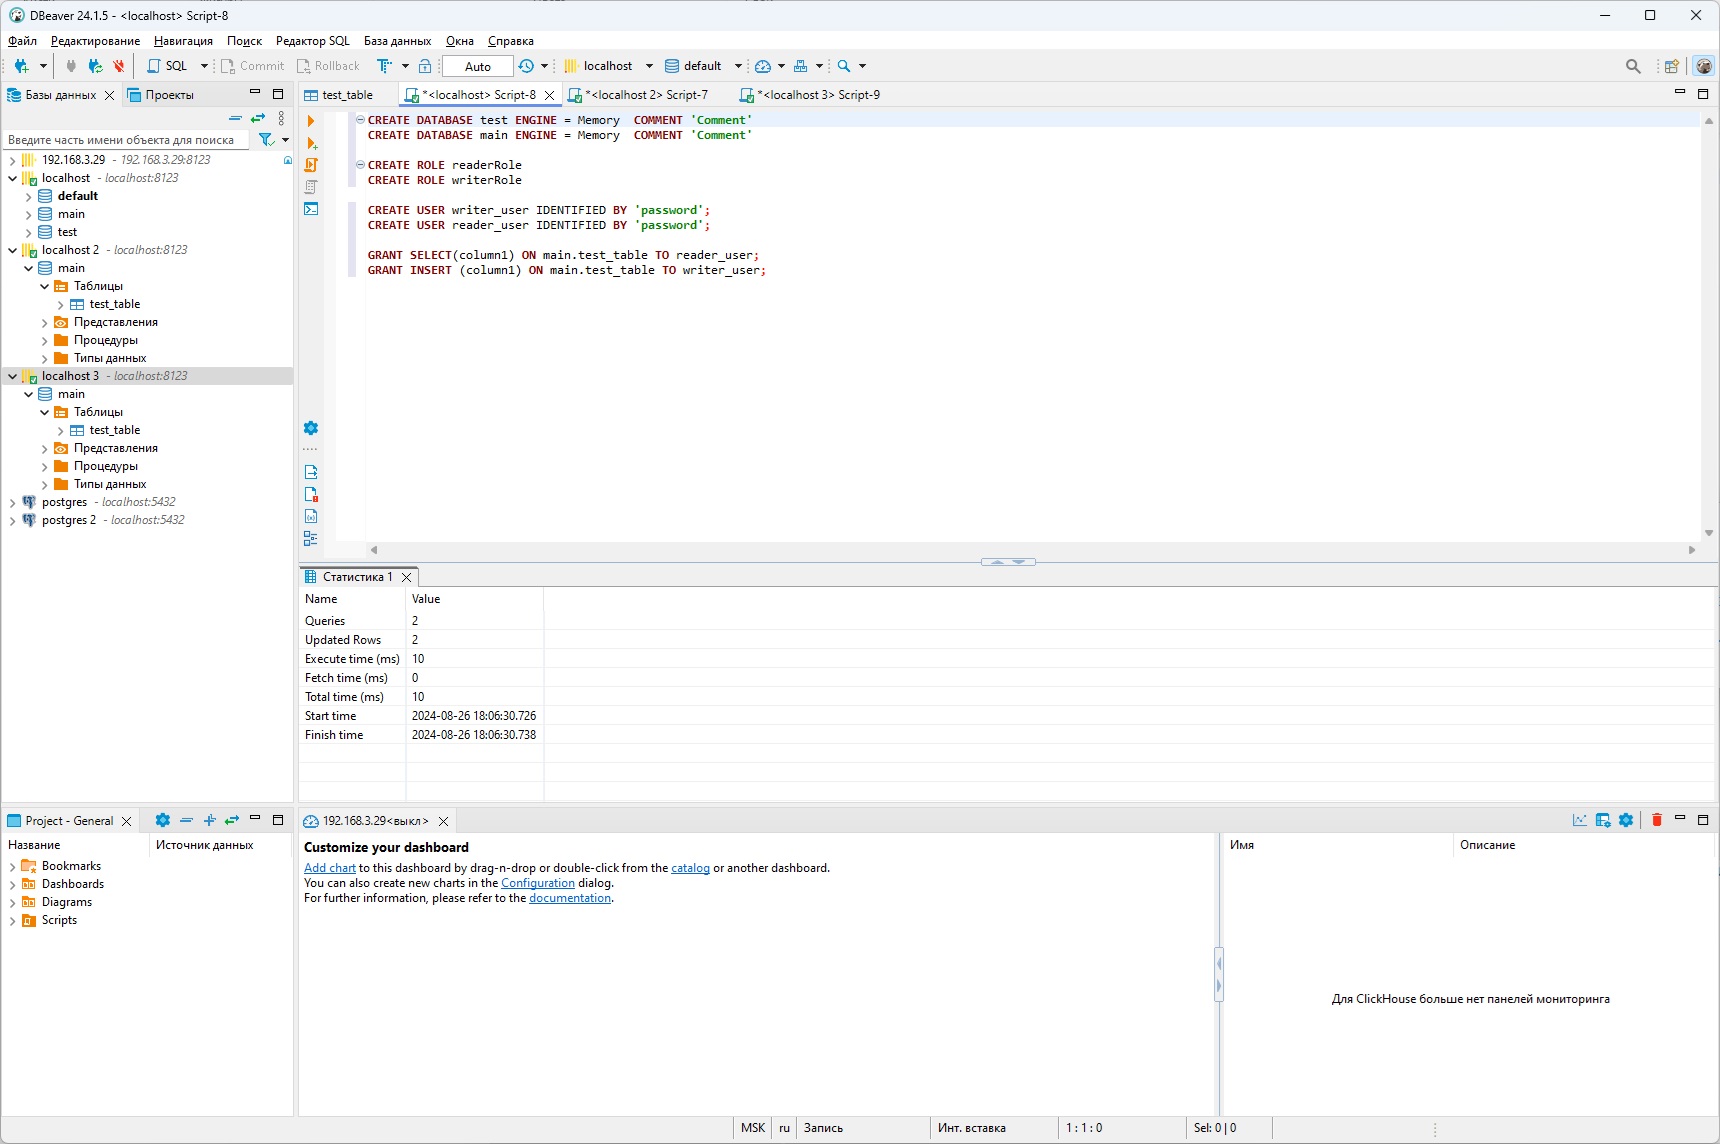 DBeaver 24.1.5 - <localhost> Script-8
Файл Редактирование Навигация Поиск Редактор SQL База данных Окна Справка
SQL Commit Rollback Auto localhost default
Базы данных Проекты
Введите часть имени объекта для поиска
192.168.3.29 - 192.168.3.29:8123
localhost - localhost:8123
default
main
test
localhost 2 - localhost:8123
main
Таблицы
test_table
Представления
Процедуры
Типы данных
localhost 3 - localhost:8123
main
Таблицы
test_table
Представления
Процедуры
Типы данных
postgres - localhost:5432
postgres 2 - localhost:5432
test_table *<localhost> Script-8 *<localhost 2> Script-7 *<localhost 3> Script-9
CREATE DATABASE test ENGINE = Memory COMMENT 'Comment'
CREATE DATABASE main ENGINE = Memory COMMENT 'Comment'
CREATE ROLE readerRole
CREATE ROLE writerRole
CREATE USER writer_user IDENTIFIED BY 'password';
CREATE USER reader_user IDENTIFIED BY 'password';
GRANT SELECT(column1) ON main.test_table TO reader_user;
GRANT INSERT (column1) ON main.test_table TO writer_user;
Статистика 1
Name Value
Queries 2
Updated Rows 2
Execute time (ms) 10
Fetch time (ms) 0
Total time (ms) 10
Start time 2024-08-26 18:06:30.726
Finish time 2024-08-26 18:06:30.738
Project - General
Название Источник данных
Bookmarks
Dashboards
Diagrams
Scripts
192.168.3.29<выкл>
Customize your dashboard
Add chart to this dashboard by drag-n-drop or double-click from the catalog or another dashboard.
You can also create new charts in the Configuration dialog.
For further information, please refer to the documentation.
Имя Описание
Для ClickHouse больше нет панелей мониторинга
MSK ru Запись Инт. вставка 1 : 1 : 0 Sel: 0 | 0